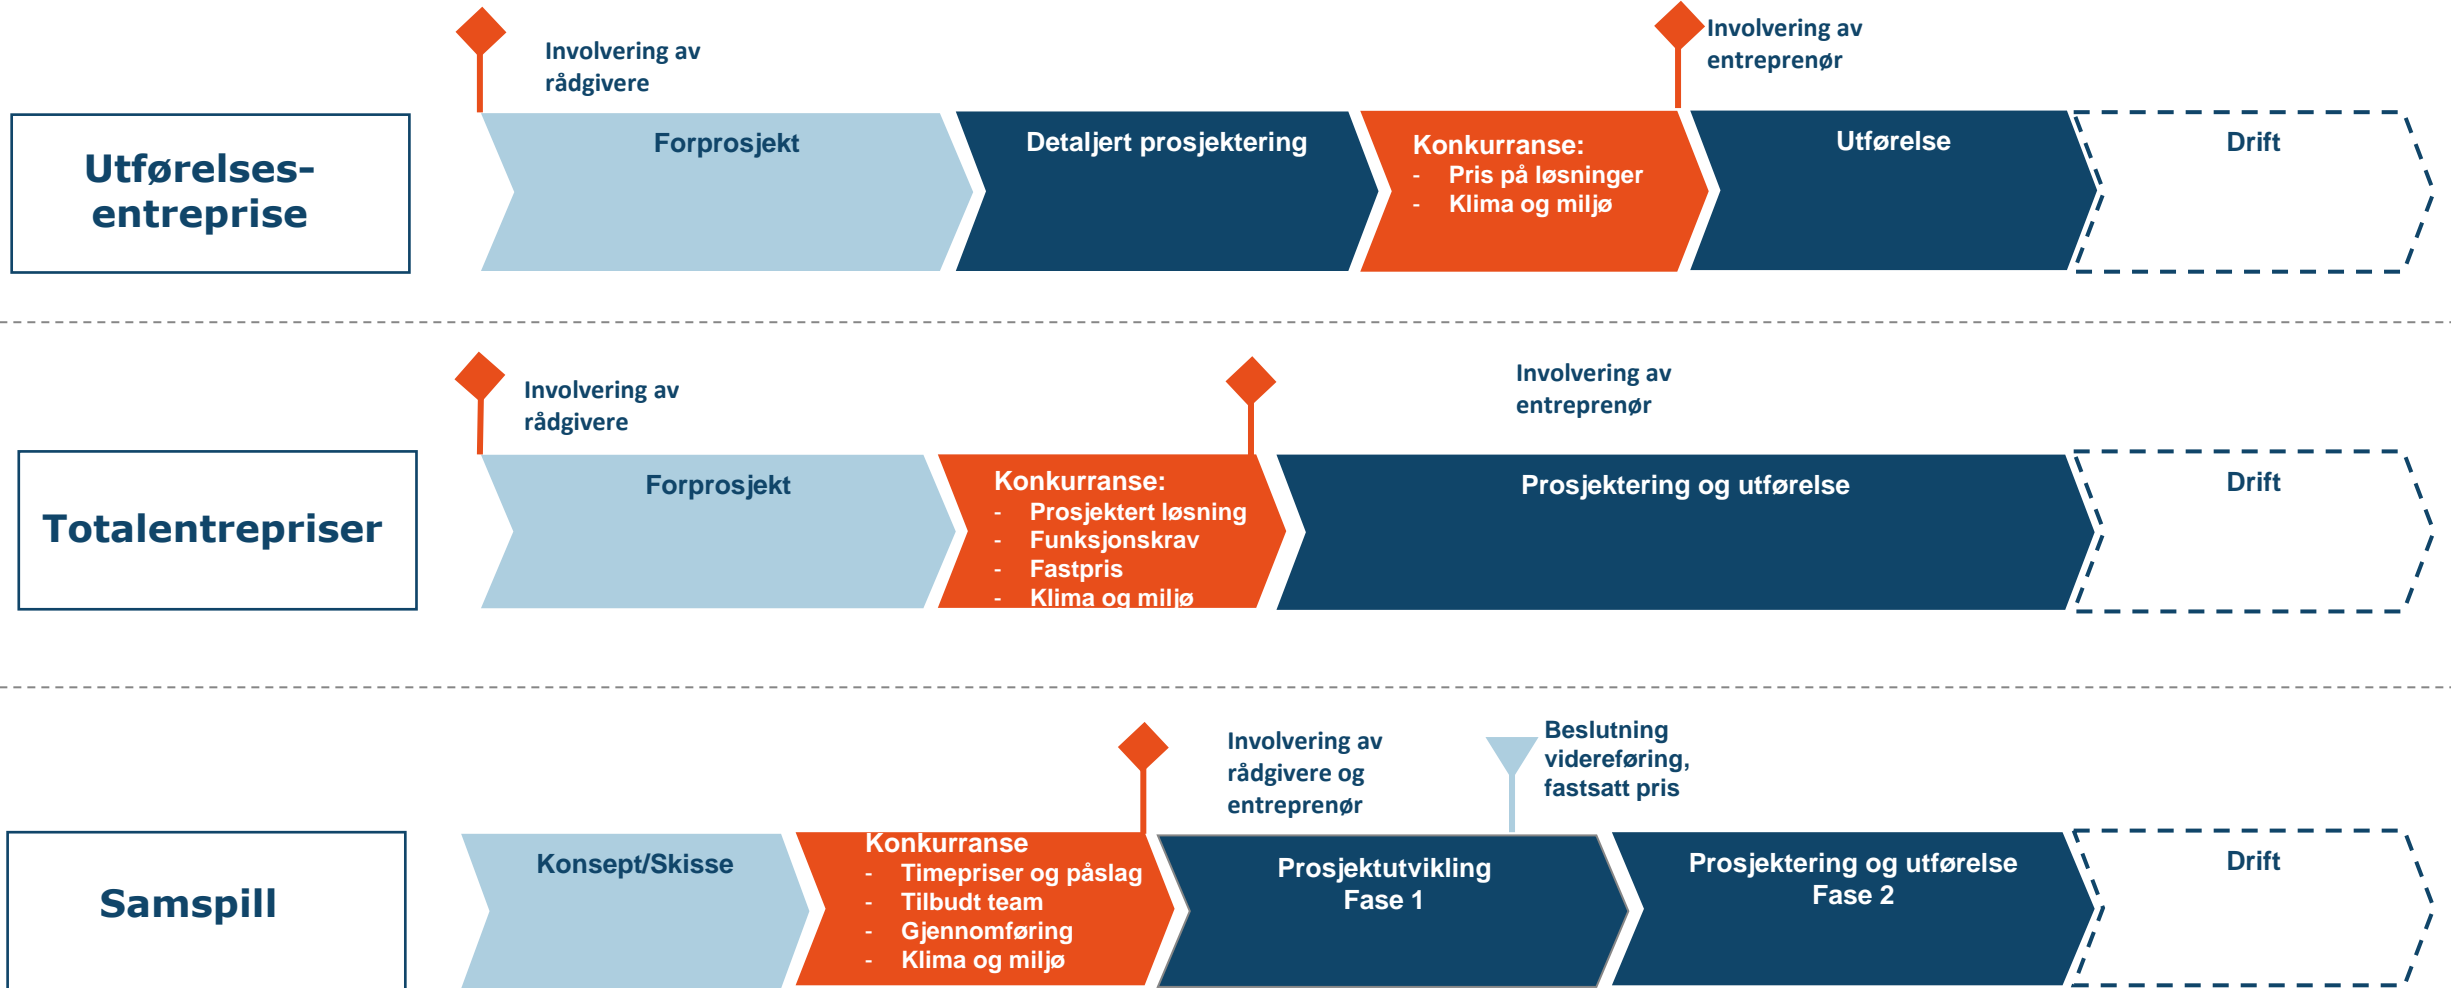 Involvering av
rådgivere
Involvering av
entreprenør
Utførelses-
entreprise
Forprosjekt
Detaljert prosjektering
Konkurranse:
- Pris på løsninger
- Klima og miljø
Utførelse
Drift
Involvering av
rådgivere
Involvering av
entreprenør
Totalentrepriser
Forprosjekt
Konkurranse:
- Prosjektert løsning
- Funksjonskrav
- Fastpris
- Klima og miljø
Prosjektering og utførelse
Drift
Involvering av
rådgivere og
entreprenør
Beslutning
videreføring,
fastsatt pris
Samspill
Konsept/Skisse
Konkurranse
- Timepriser og påslag
- Tilbudt team
- Gjennomføring
- Klima og miljø
Prosjektutvikling
Fase 1
Prosjektering og utførelse
Fase 2
Drift